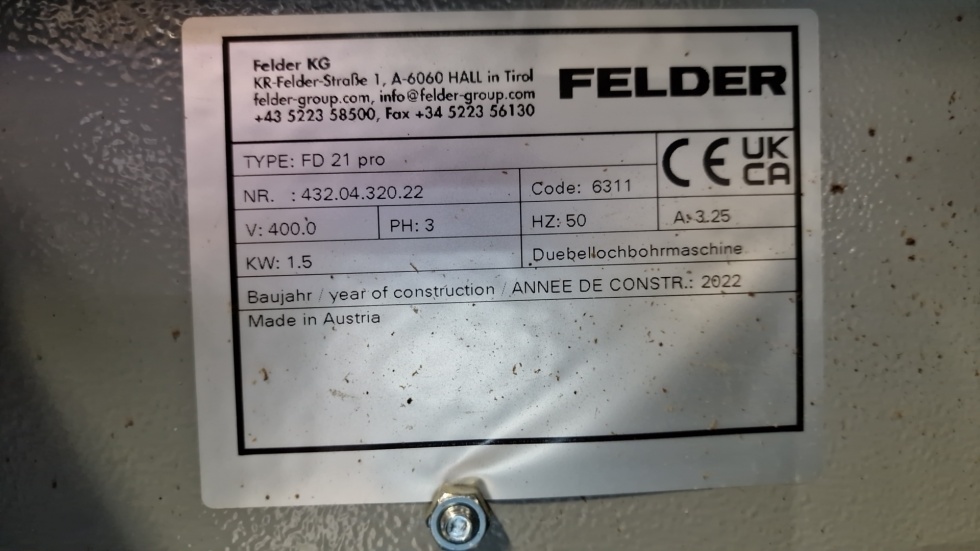 Felder KG
KR-Felder-Straße 1, A-6060 HALL in Tirol
felder-group.com, info@felder-group.com
+43 5223 58500, Fax +34 5223 56130
FELDER
TYPE: FD 21 pro
CE UK CA
NR. : 432.04.320.22
Code: 6311
V: 400.0
PH: 3
HZ: 50
A: 3.25
KW: 1.5
Duebellochbohrmaschine
Baujahr / year of construction / ANNEE DE CONSTR.: 2022
Made in Austria